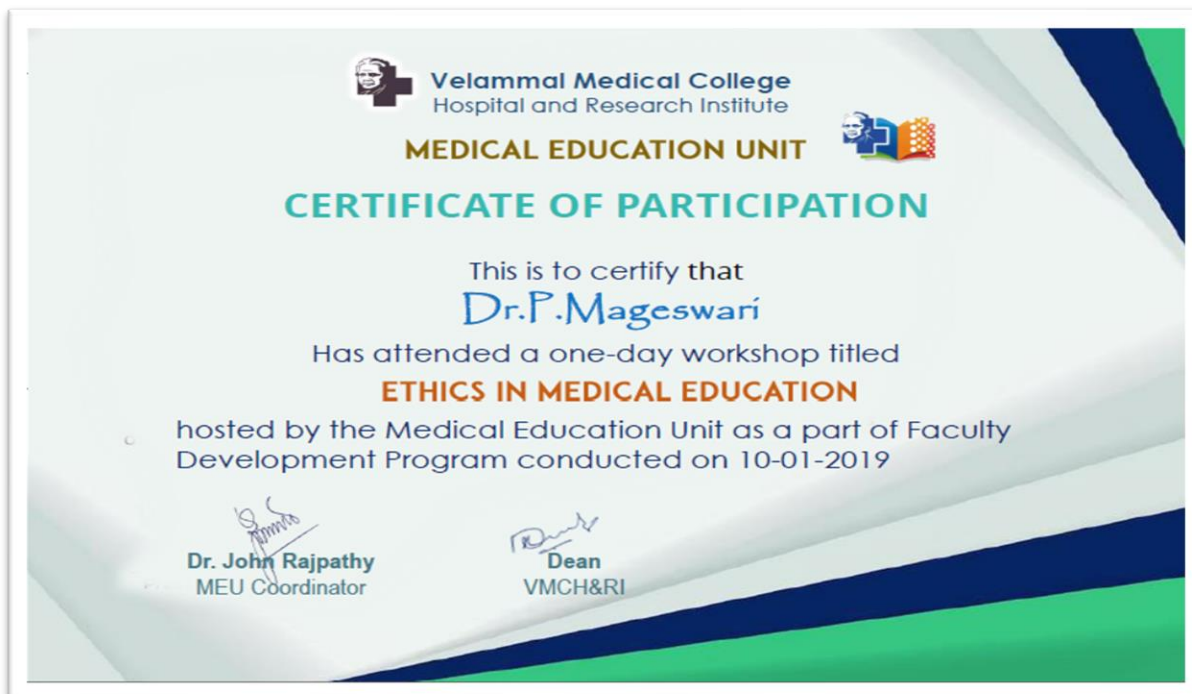 Velammal Medical College
Hospital and Research Institute
MEDICAL EDUCATION UNIT
CERTIFICATE OF PARTICIPATION
This is to certify that
Dr.P.Mageswari
Has attended a one-day workshop titled
ETHICS IN MEDICAL EDUCATION
hosted by the Medical Education Unit as a part of Faculty
Development Program conducted on 10-01-2019
Dr. John Rajpathy
MEU Coordinator
Dean
VMCH&RI